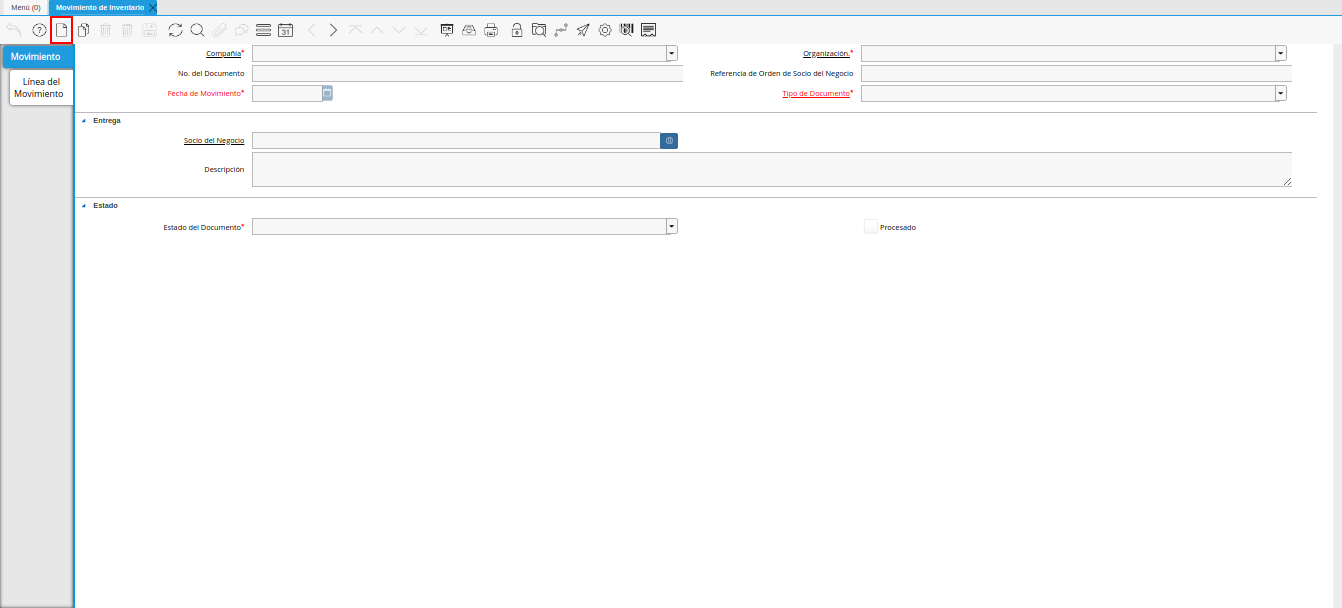 Menú (0)
Movimiento de Inventario
?
31
Movimiento
Línea del
Movimiento
Compañía*
Organización.*
No. del Documento
Referencia de Orden de Socio del Negocio
Fecha de Movimiento*
Tipo de Documento*
Entrega
Socio del Negocio
Descripción
Estado
Estado del Documento*
Procesado